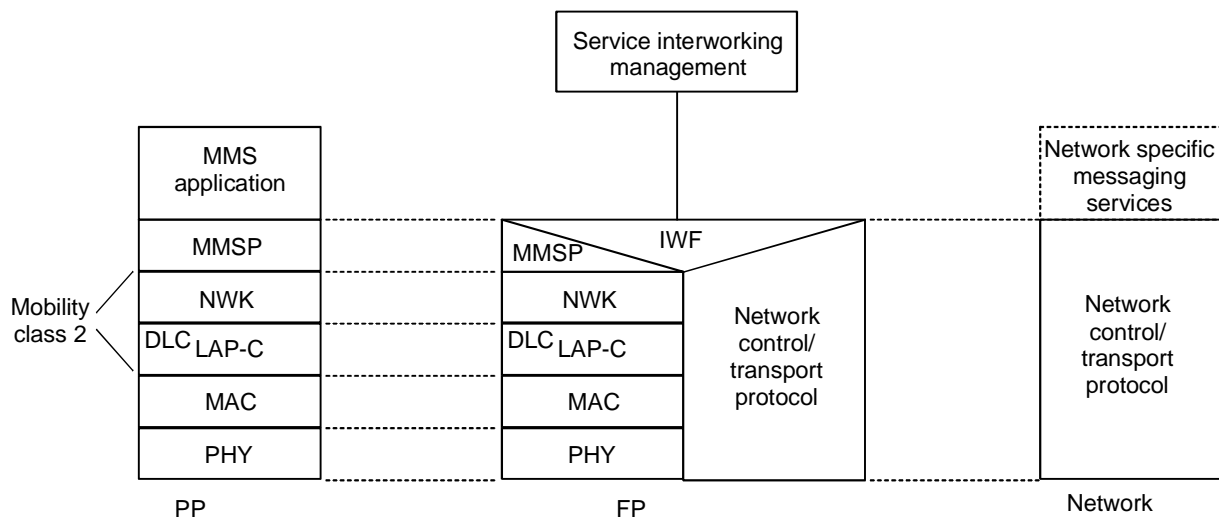 Service interworking
management
MMS
application
Network specific
messaging
services
MMSP
MMSP
IWF
Mobility
class 2
NWK
NWK
Network
control/
transport
protocol
Network
control/
transport
protocol
DLC LAP-C
DLC LAP-C
MAC
MAC
PHY
PHY
PP
FP
Network